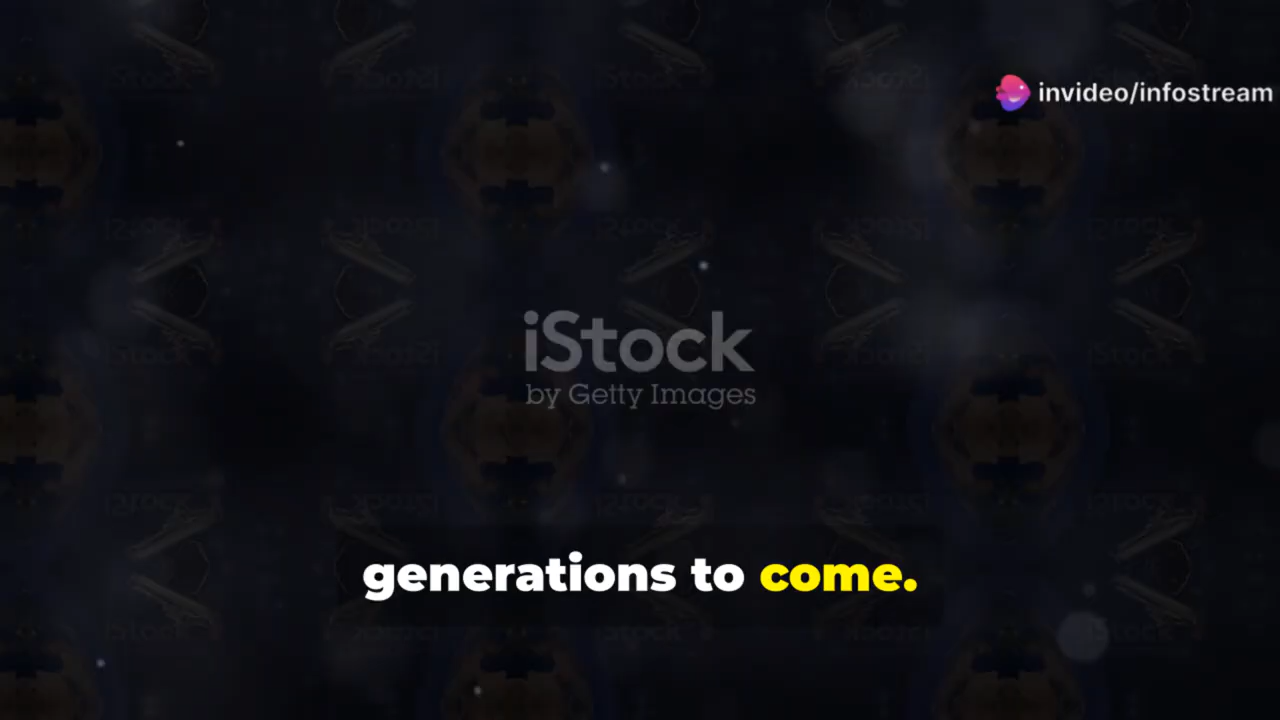 invideo/infostream
iStock
by Getty Images
generations to come.